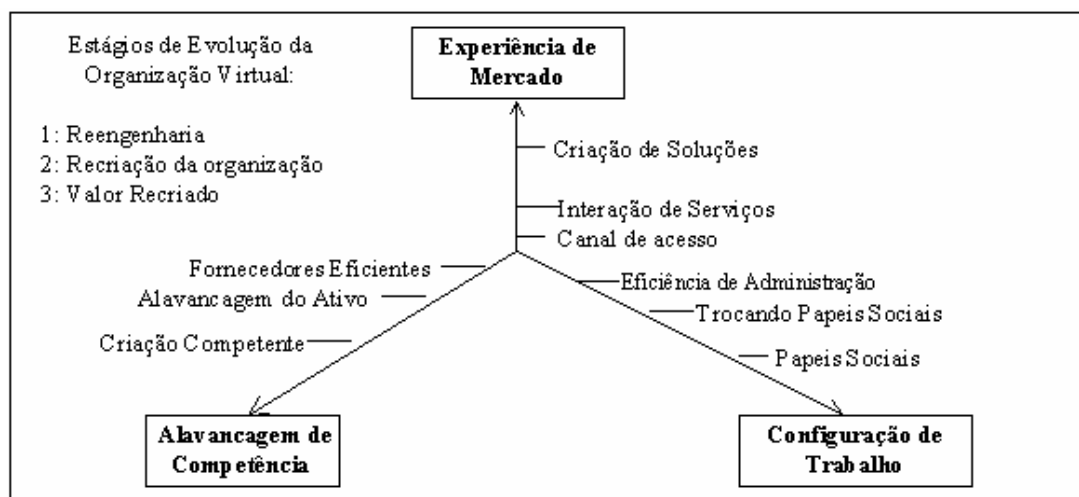 Estágios de Evolução da
Organização Virtual:
1: Reengenharia
2: Recriação da organização
3: Valor Recriado
Experiência de
Mercado
Criação de Soluções
Interação de Serviços
Canal de acesso
Fornecedores Eficientes
Alavancagem do Ativo
Criação Competente
Eficiência de Administração
Trocando Papeis Sociais
Papeis Sociais
Alavancagem de
Competência
Configuração de
Trabalho